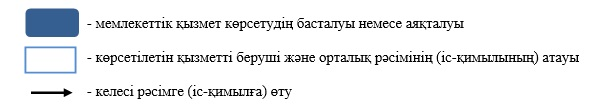 - мемлекеттік қызмет көрсетудің басталуы немесе аяқталуы
- көрсетілетін қызметті беруші және орталық рәсімінің (іс-қимылының) атауы
- келесі рәсімге (іс-қимылға) өту